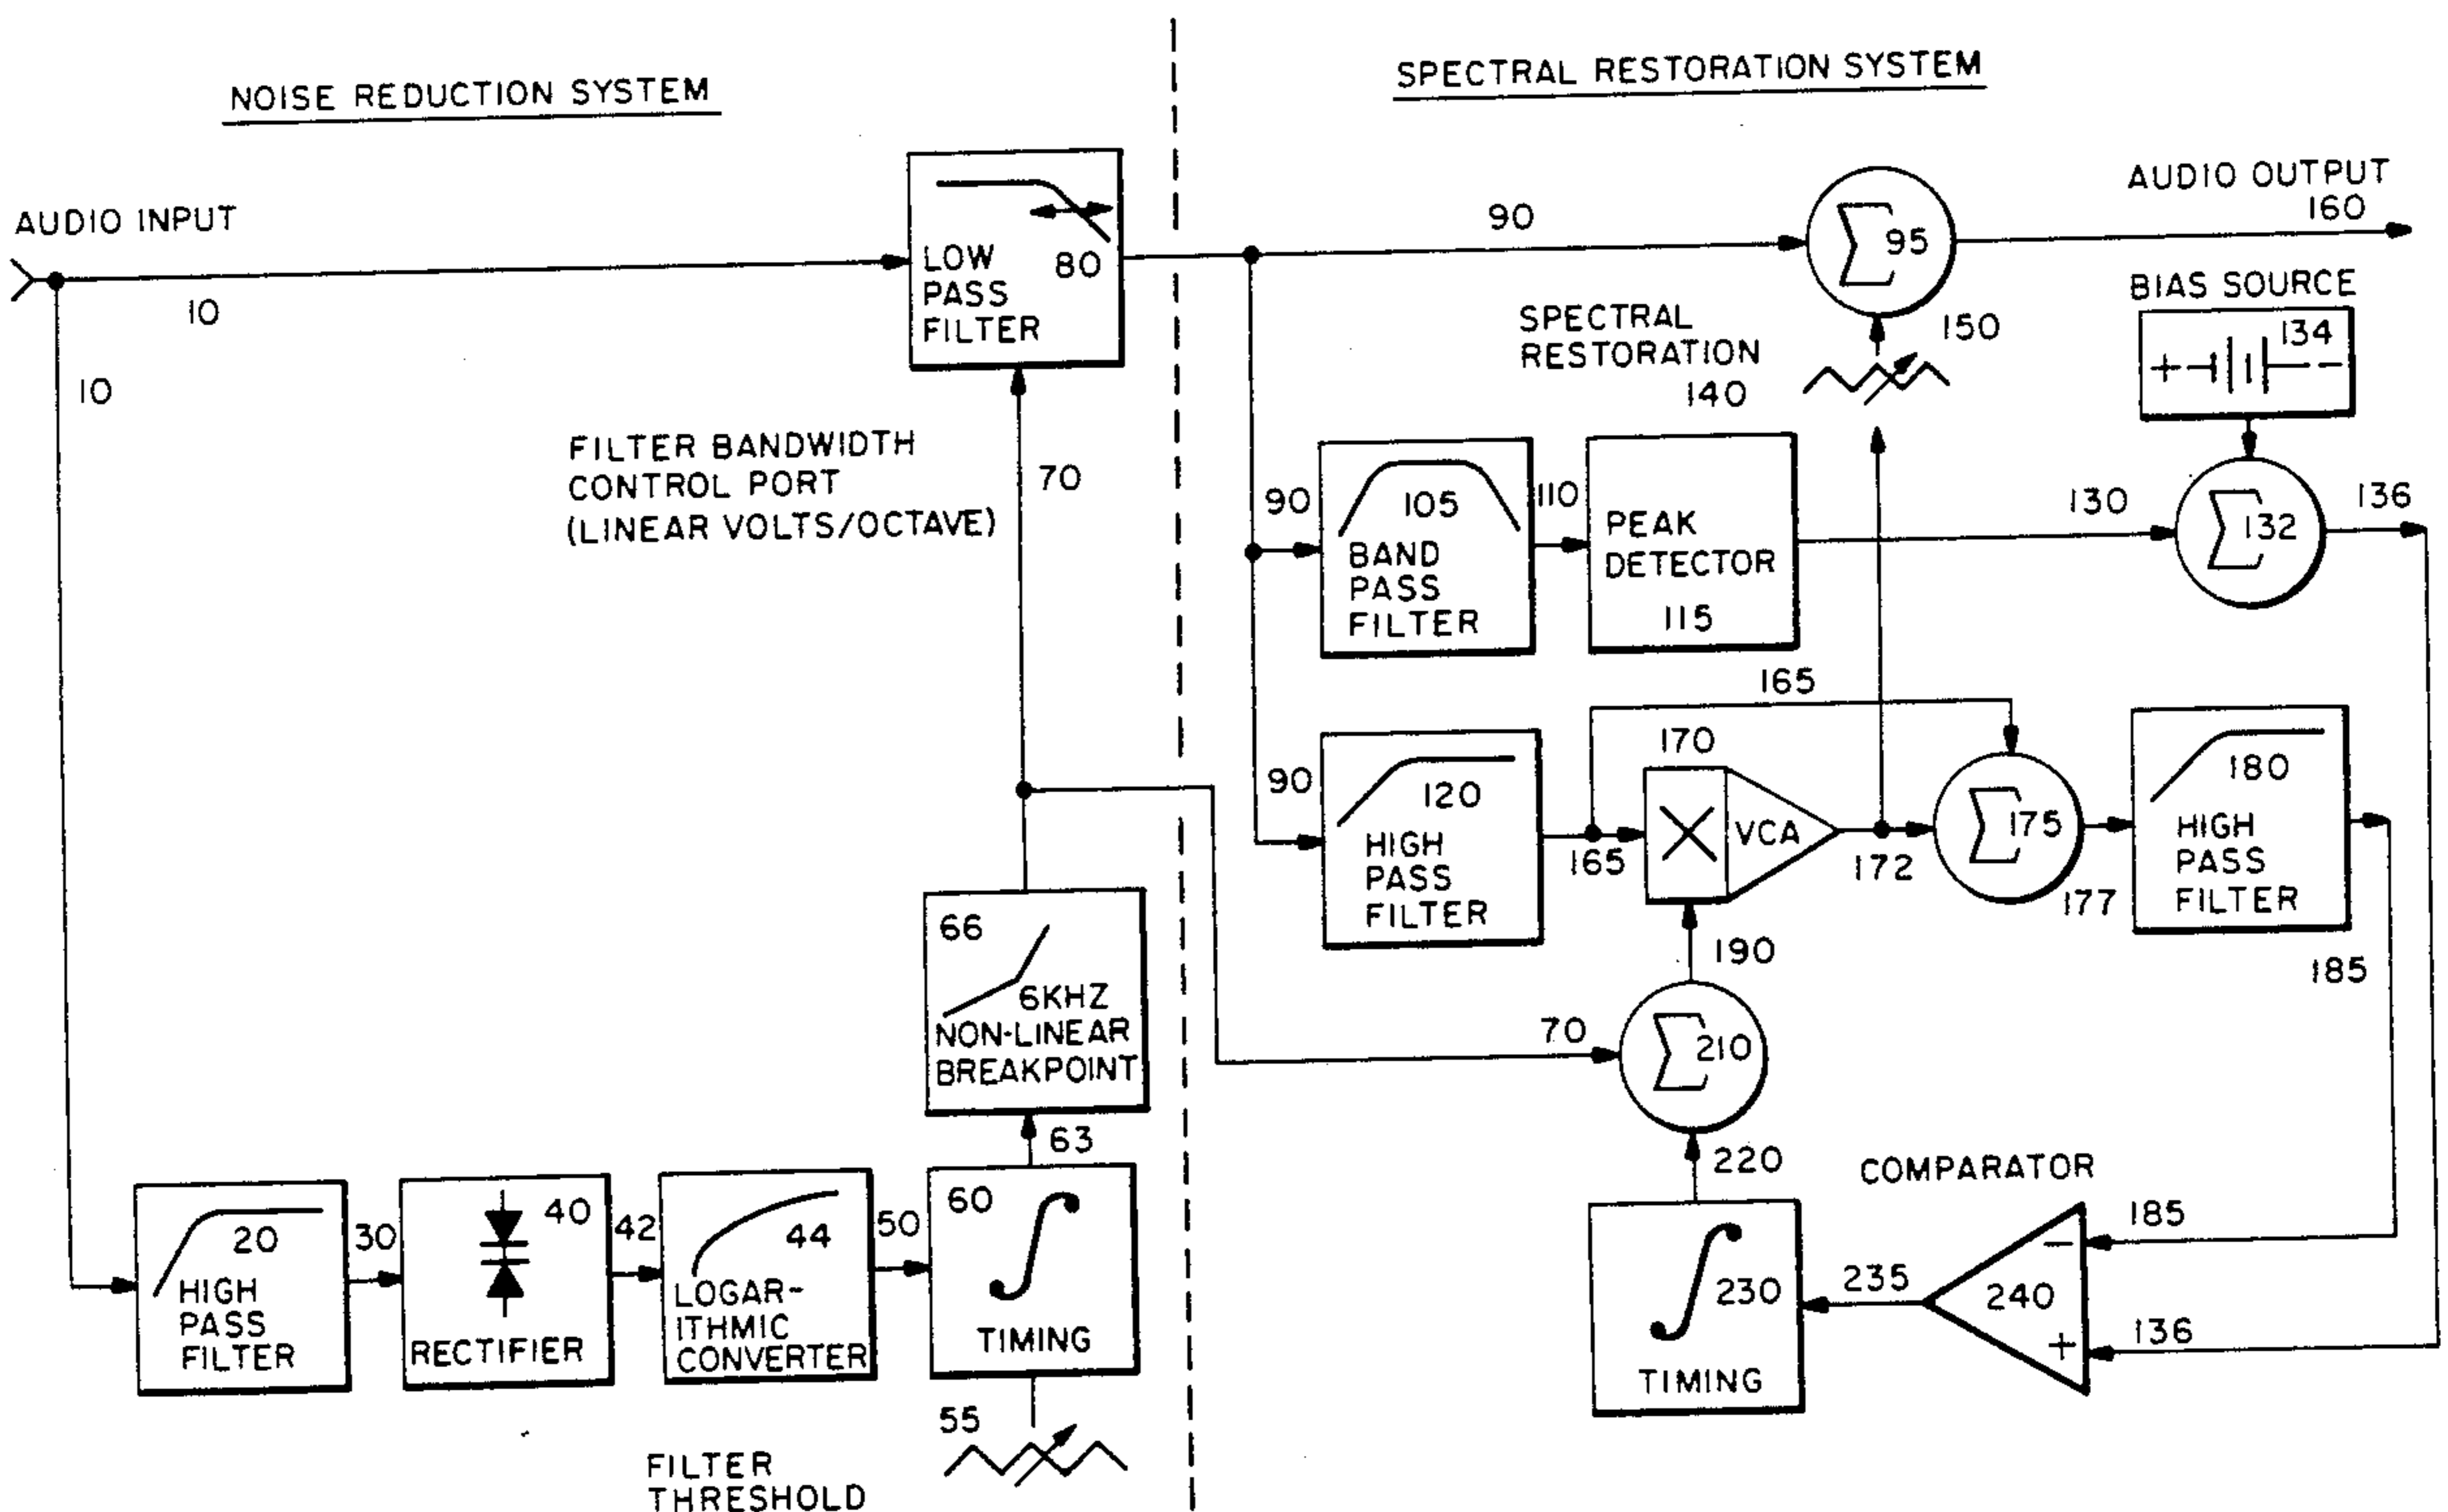 NOISE REDUCTION SYSTEM
SPECTRAL RESTORATION SYSTEM
AUDIO INPUT
10
10
LOW
PASS
FILTER
80
90
Σ 95
AUDIO OUTPUT
160
BIAS SOURCE
134
+ -
SPECTRAL
RESTORATION
140
150
FILTER BANDWIDTH
CONTROL PORT
(LINEAR VOLTS/OCTAVE)
70
90
105
BAND
PASS
FILTER
110
PEAK
DETECTOR
115
130
Σ 132
136
165
90
120
HIGH
PASS
FILTER
165
170
VCA
172
Σ 175
177
180
HIGH
PASS
FILTER
185
190
70
Σ 210
220
66
6KHZ
NON-LINEAR
BREAKPOINT
63
20
HIGH
PASS
FILTER
30
40
RECTIFIER
42
44
LOGAR-
ITHMIC
CONVERTER
50
60
TIMING
55
FILTER
THRESHOLD
230
TIMING
235
COMPARATOR
240
-
185
+
136